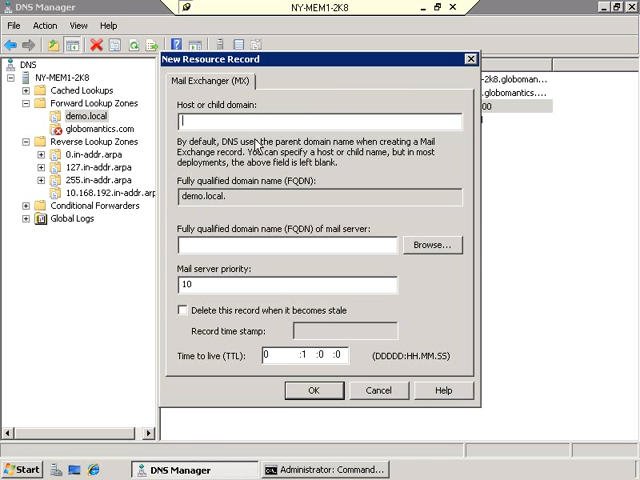 DNS Manager
NY-MEM1-2K8
File Action View Help
DNS
NY-MEM1-2K8
Cached Lookups
Forward Lookup Zones
demo.local
globomantics.com
Reverse Lookup Zones
0.in-addr.arpa
127.in-addr.arpa
255.in-addr.arpa
10.168.192.in-addr.arp
Conditional Forwarders
Global Logs
-2k8.globoman...
.globomantics....
00
New Resource Record
Mail Exchanger (MX)
Host or child domain:
By default, DNS uses the parent domain name when creating a Mail
Exchange record. You can specify a host or child name, but in most
deployments, the above field is left blank.
Fully qualified domain name (FQDN):
demo.local.
Fully qualified domain name (FQDN) of mail server:
Browse...
Mail server priority:
10
Delete this record when it becomes stale
Record time stamp:
Time to live (TTL): 0 :1 :0 :0 (DDDDD:HH.MM.SS)
OK Cancel Help
Start DNS Manager Administrator: Command...